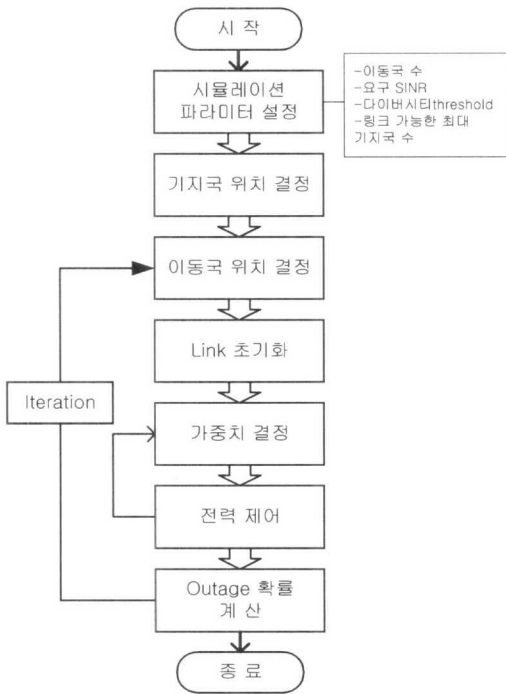 시 작
시뮬레이션
파라미터 설정
-이동국 수
-요구 SINR
-다이버시티threshold
-링크 가능한 최대
기지국 수
기지국 위치 결정
이동국 위치 결정
Link 초기화
Iteration
가중치 결정
전력 제어
Outage 확률
계 산
종 료